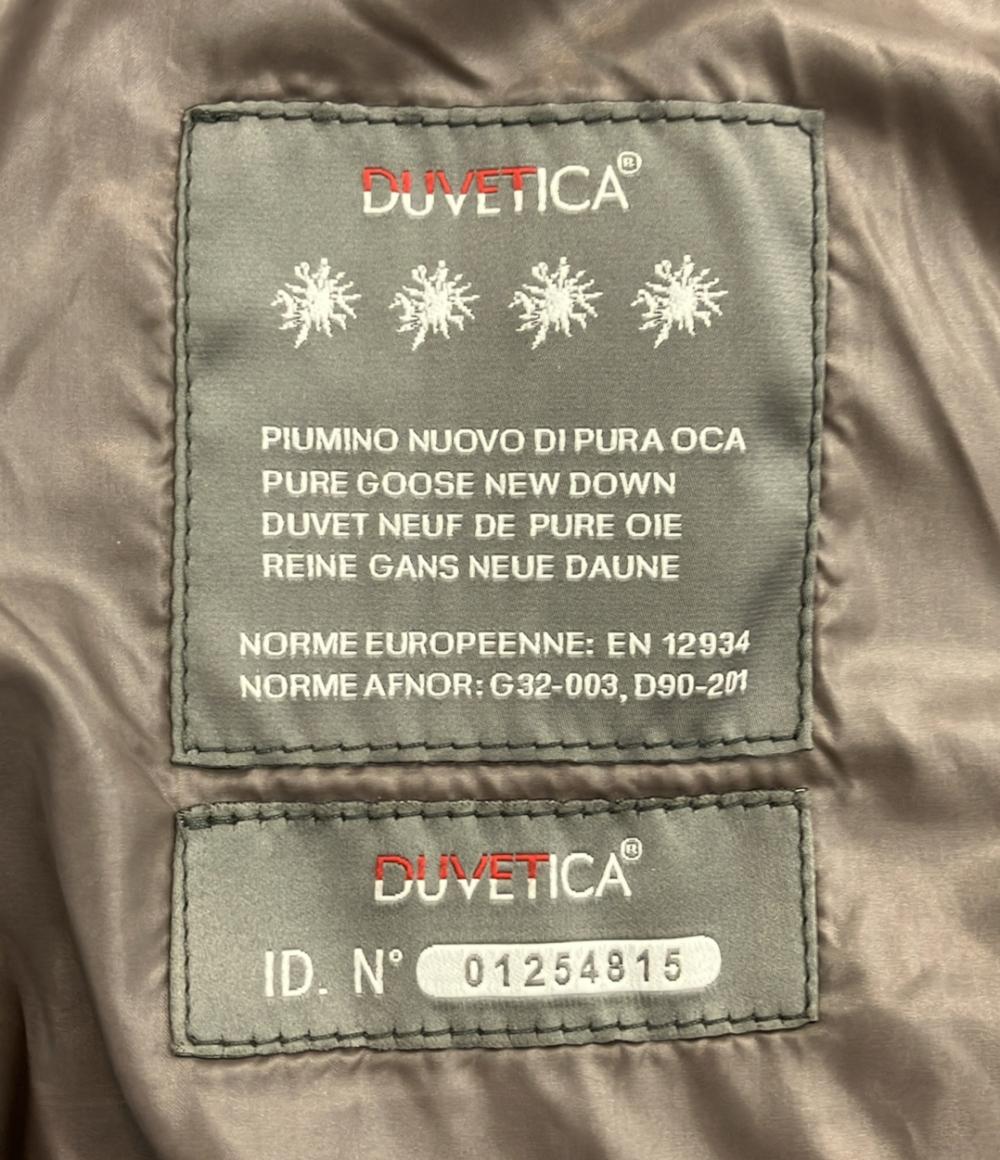 DUVETICA®
PIUMINO NUOVO DI PURA OCA
PURE GOOSE NEW DOWN
DUVET NEUF DE PURE OIE
REINE GANS NEUE DAUNE
NORME EUROPEENNE: EN 12934
NORME AFNOR: G32-003, D90-201
DUVETICA®
ID. N° 01254815